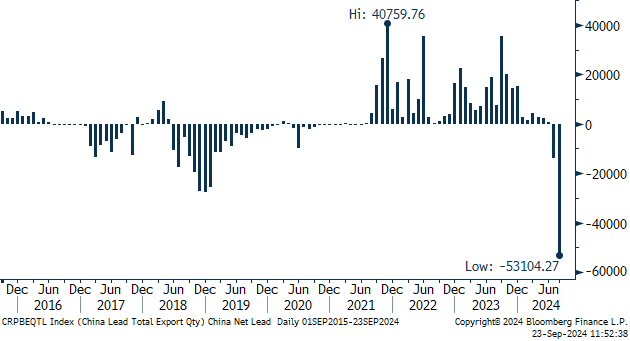 Hi: 40759.76
40000
20000
0
-20000
-40000
Low: -53104.27
-60000
Dec Jun Dec Jun Dec Jun Dec Jun Dec Jun Dec Jun Dec Jun Dec Jun Dec Jun
2016 2017 2018 2019 2020 2021 2022 2023 2024
CRPBEQTL Index (China Lead Total Export Qty) China Net Lead Daily 01SEP2015-23SEP2024 Copyright© 2024 Bloomberg Finance L.P.
23-Sep-2024 11:52:38